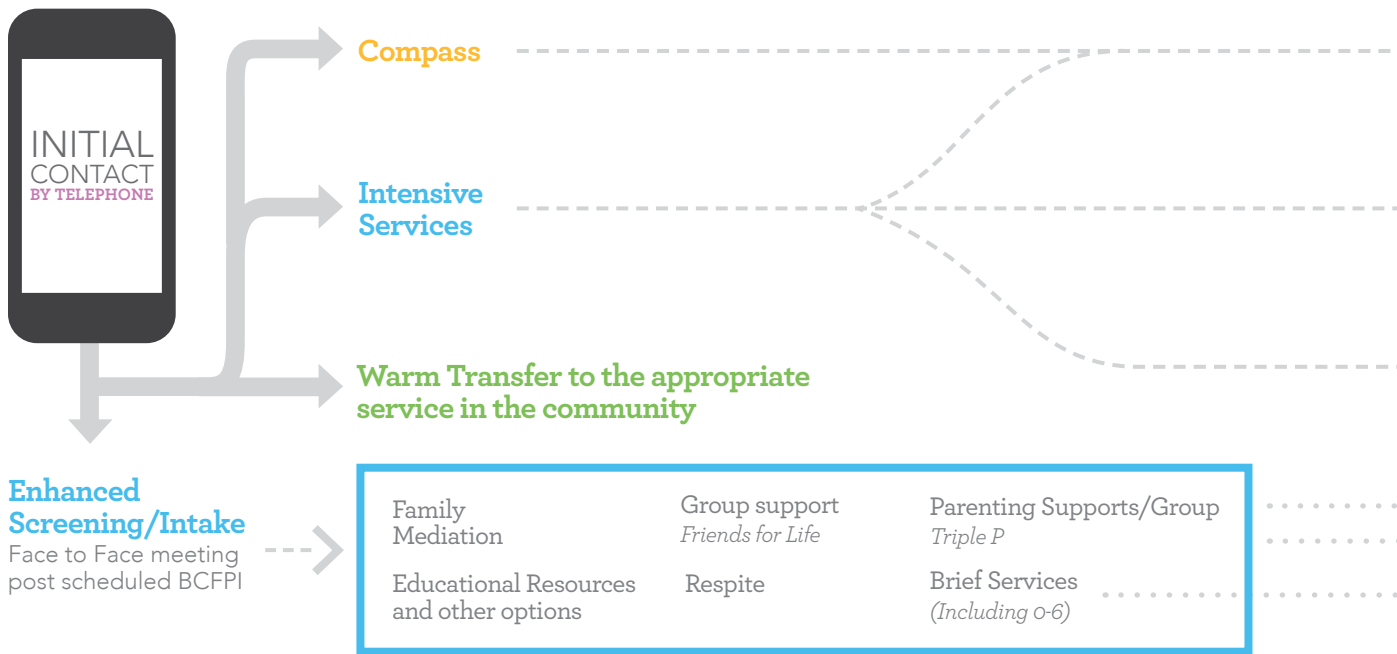 INITIAL
CONTACT
BY TELEPHONE
Compass
Intensive
Services
Warm Transfer to the appropriate
service in the community
Enhanced
Screening/Intake
Face to Face meeting
post scheduled BCFPI
Family
Mediation
Group support
Friends for Life
Parenting Supports/Group
Triple P
Educational Resources
and other options
Respite
Brief Services
(Including 0-6)